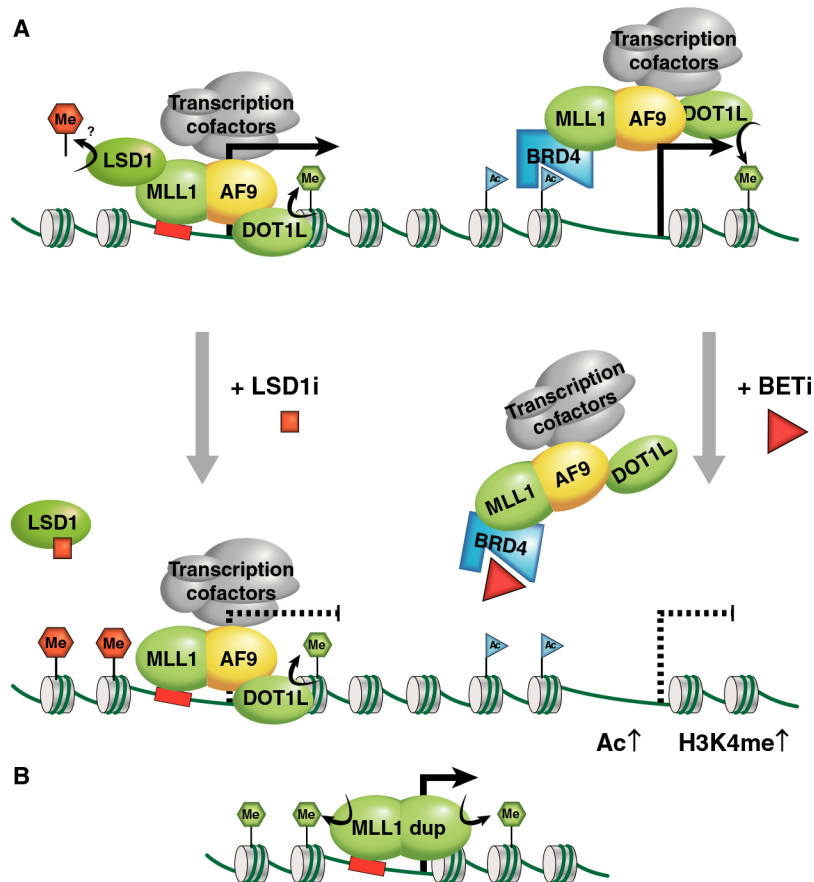 A
Transcription
cofactors
Me
?
LSD1
MLL1
AF9
DOT1L
Me
Transcription
cofactors
MLL1
AF9
DOT1L
BRD4
Ac
Ac
Me
+ LSD1i
+ BETi
Transcription
cofactors
MLL1
AF9
DOT1L
BRD4
LSD1
Transcription
cofactors
Me
Me
MLL1
AF9
DOT1L
Me
Ac
Ac
Ac↑
H3K4me↑
B
Me
Me
MLL1 dup
Me